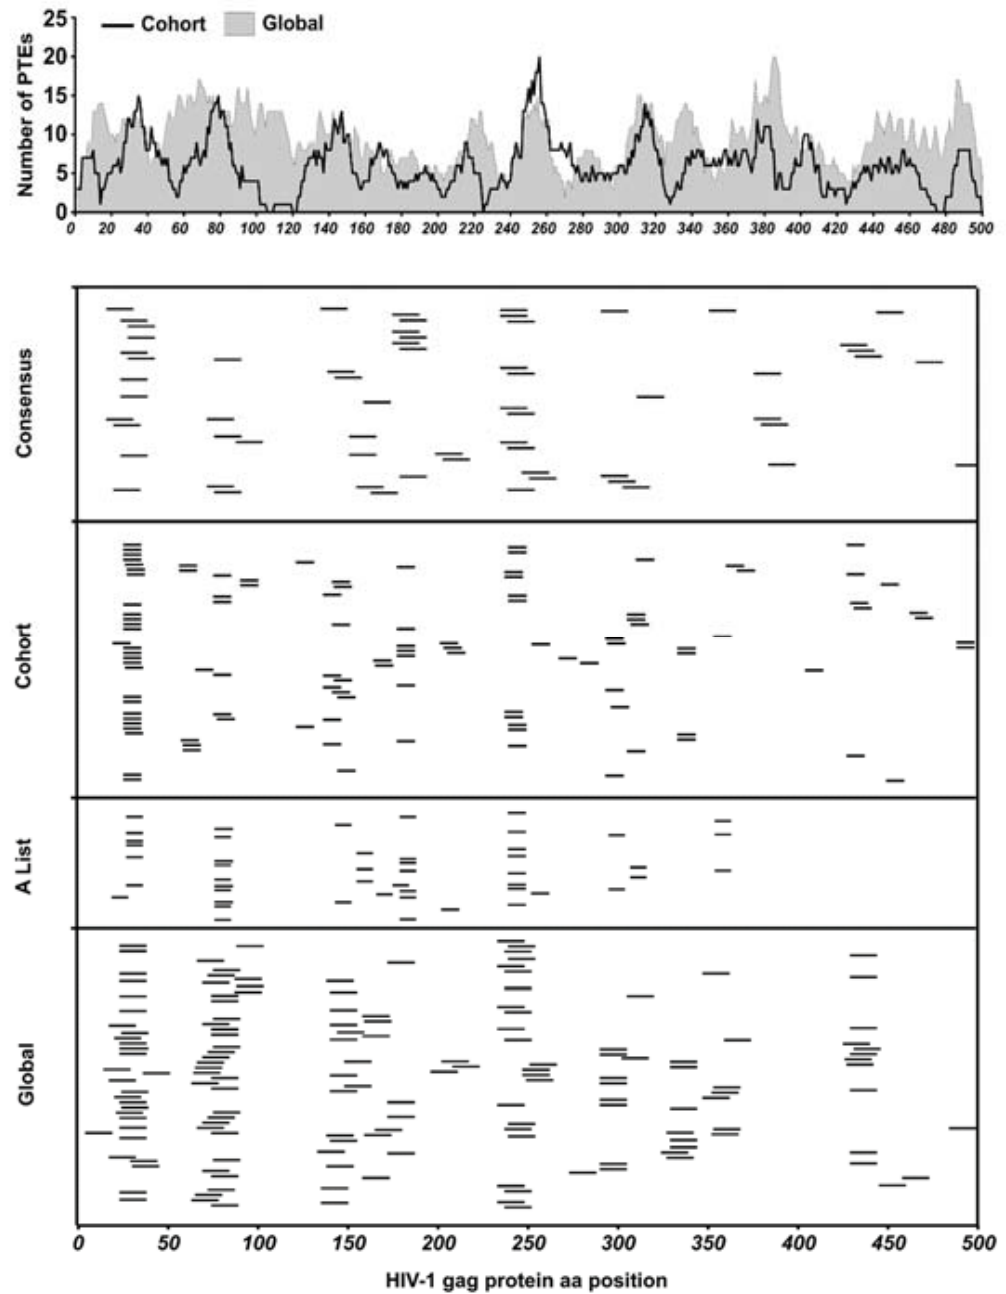 Cohort Global
Number of PTEs
25
20
15
10
5
0
0 20 40 60 80 100 120 140 160 180 200 220 240 260 280 300 320 340 360 380 400 420 440 460 480 500
Consensus
Cohort
A List
Global
0 50 100 150 200 250 300 350 400 450 500
HIV-1 gag protein aa position